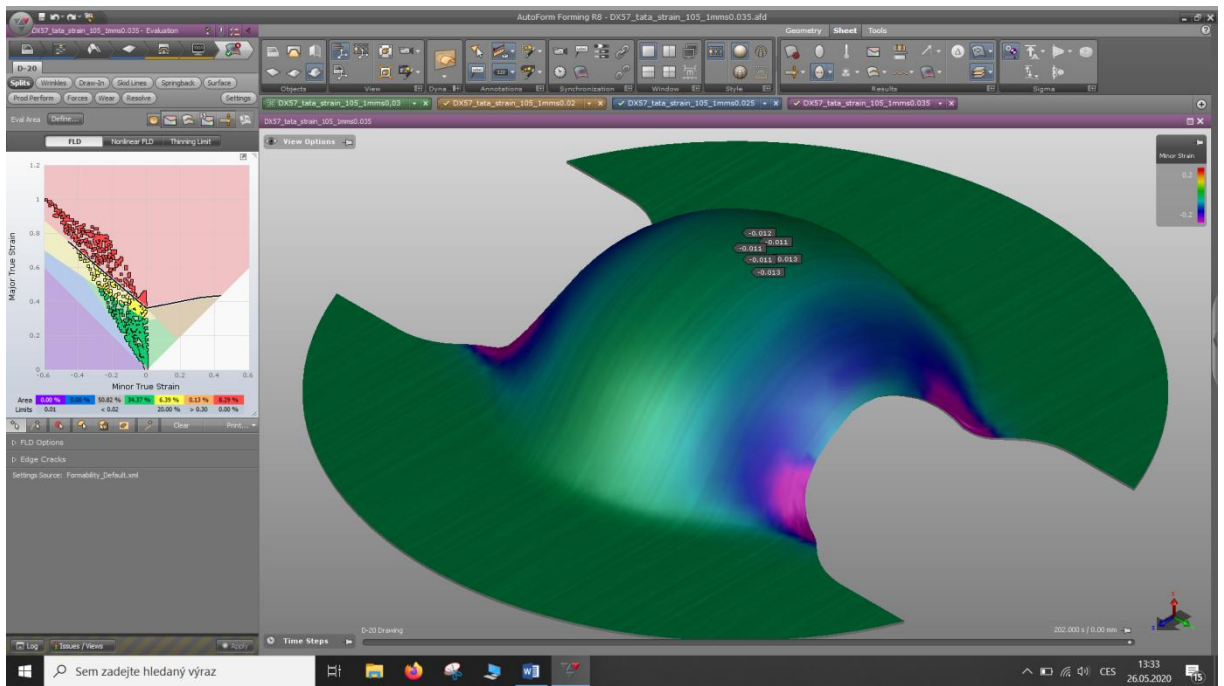 AutoForm Forming R8 - DX57_tata_strain_105_1mms0.035.afd
DX57_tata_strain_105_1mms0.035 - Evaluation
Geometry Sheet Tools
D-20
Splits Wrinkles Draw-In Skid Lines Springback Surface
Prod Perform Forces Wear Resolve Settings
Eval Area Define...
Objects View Dyna Annotations Synchronization Window Style Results Sigma
DX57_tata_strain_105_1mms0,03
DX57_tata_strain_105_1mms0.02
DX57_tata_strain_105_1mms0.025
DX57_tata_strain_105_1mms0.035
DX57_tata_strain_105_1mms0.035
FLD Nonlinear FLD Thinning Limit
View Options
Minor Strain
0.2
-0.2
1.2
1
0.8
0.6
0.4
0.2
0
Major True Strain
-0.6 -0.4 -0.2 0 0.2 0.4 0.6
Minor True Strain
Area 0.00 % 0.00 % 50.82 % 34.37 % 6.39 % 0.13 % 8.29 %
Limits 0.01 < 0.02 20.00 % > 0.30 0.00 %
Clear Print...
FLD Options
Edge Cracks
Settings Source: Formability_Default.xml
-0.012
-0.011
-0.011
-0.011 0.013
-0.013
D-20 Drawing
202.000 s / 0.00 mm
Time Steps
Log Issues / Views Apply
Sem zadejte hledaný výraz
CES
13:33
26.05.2020
15